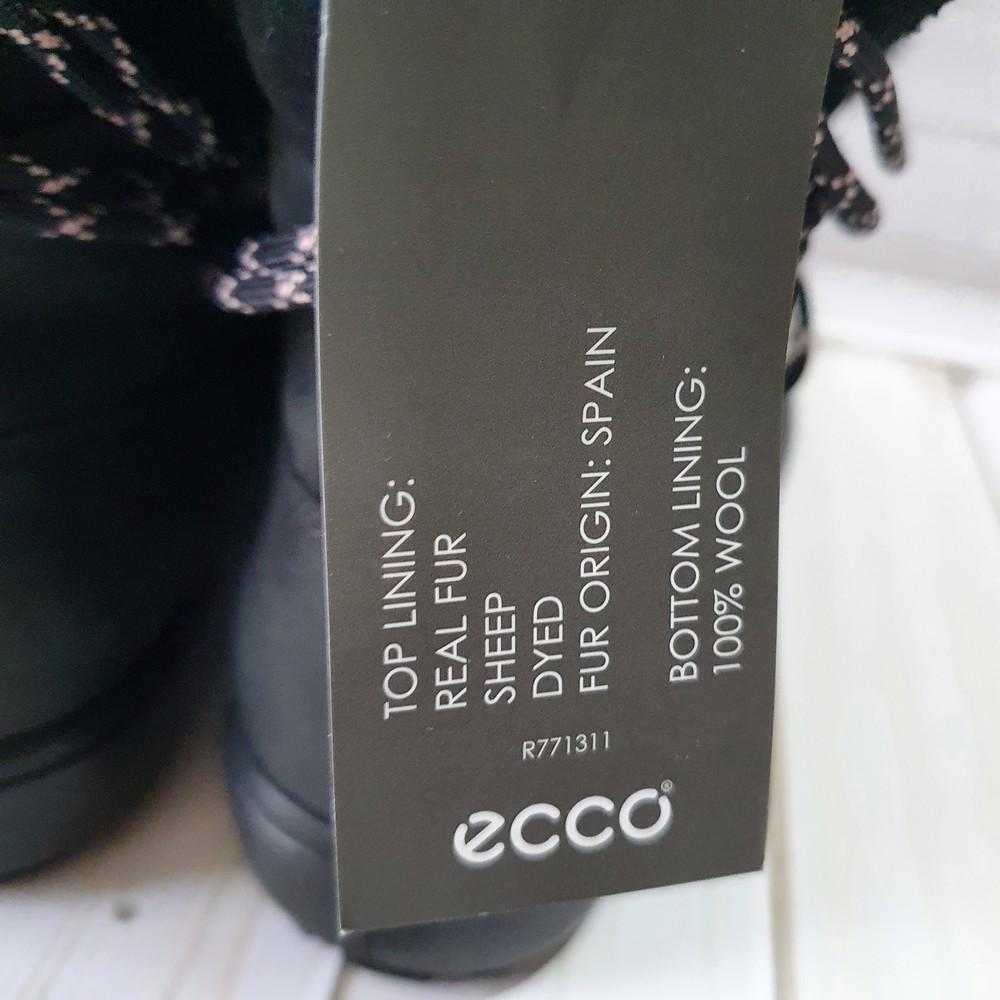 TOP LINING:
REAL FUR
SHEEP
DYED
FUR ORIGIN: SPAIN
BOTTOM LINING:
100% WOOL
R771311
ecco®